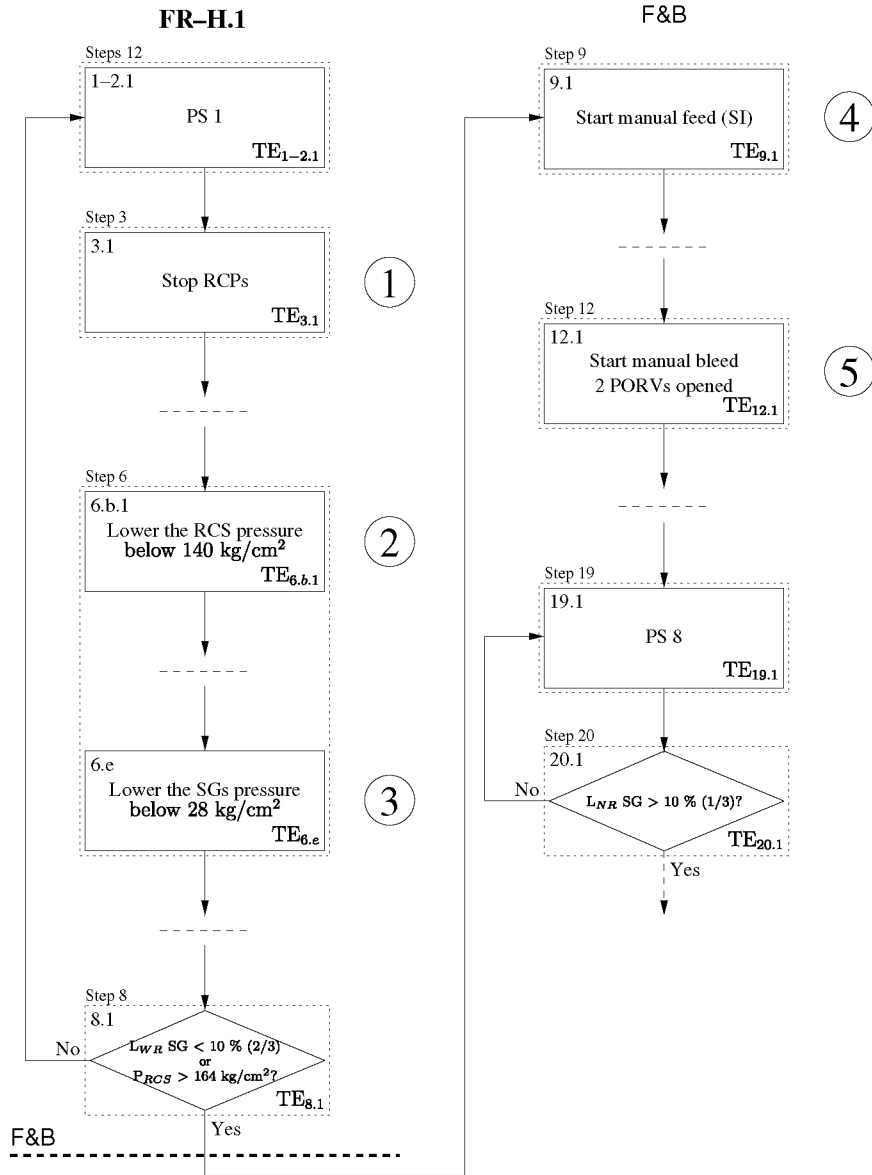 FR–H.1
Steps 12
1–2.1
PS 1
TE1−2.1
Step 3
3.1
Stop RCPs
TE3.1
1
Step 6
6.b.1
Lower the RCS pressure
below 140 kg/cm²
TE6.b.1
2
6.e
Lower the SGs pressure
below 28 kg/cm²
TE6.e
3
Step 8
8.1
LWR SG < 10 % (2/3)
or
PRCS > 164 kg/cm²?
TE8.1
No
Yes
F&B
F&B
Step 9
9.1
Start manual feed (SI)
TE9.1
4
Step 12
12.1
Start manual bleed
2 PORVs opened
TE12.1
5
Step 19
19.1
PS 8
TE19.1
Step 20
20.1
LNR SG > 10 % (1/3)?
TE20.1
No
Yes